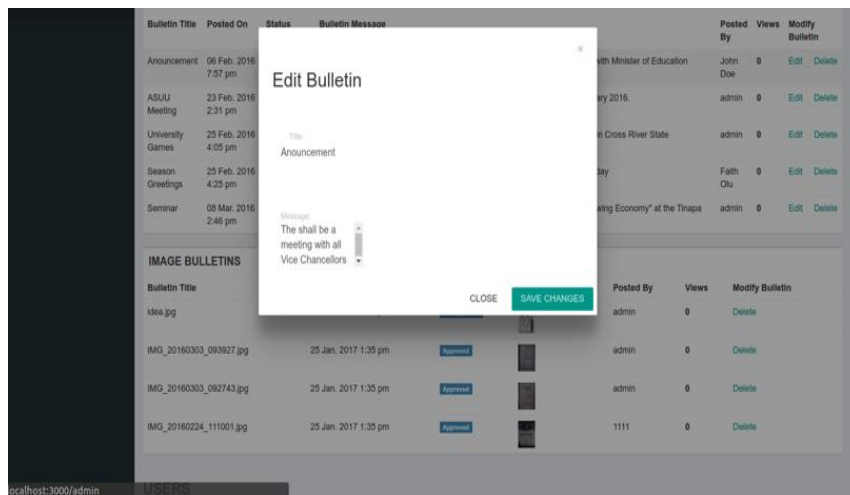 Bulletin Title Posted On Status Bulletin Message Posted By Views Modify Bulletin
Anouncement 06 Feb. 2016 7:57 pm with Minister of Education John Doe 0 Edit Delete
ASUU Meeting 23 Feb. 2016 2:31 pm ary 2016. admin 0 Edit Delete
University Games 25 Feb. 2016 4:05 pm n Cross River State admin 0 Edit Delete
Season Greetings 25 Feb. 2016 4:25 pm day Faith Olu 0 Edit Delete
Seminar 08 Mar. 2016 2:46 pm wing Economy" at the Tinapa admin 0 Edit Delete
×
Edit Bulletin
Title
Anouncement
Message
The shall be a
meeting with all
Vice Chancellors
CLOSE SAVE CHANGES
IMAGE BULLETINS
Bulletin Title Posted By Views Modify Bulletin
idea.jpg admin 0 Delete
IMG_20160303_093927.jpg 25 Jan. 2017 1:35 pm Approved admin 0 Delete
IMG_20160303_092743.jpg 25 Jan. 2017 1:35 pm Approved admin 0 Delete
IMG_20160224_111001.jpg 25 Jan. 2017 1:35 pm Approved 1111 0 Delete
USERS
localhost:3000/admin